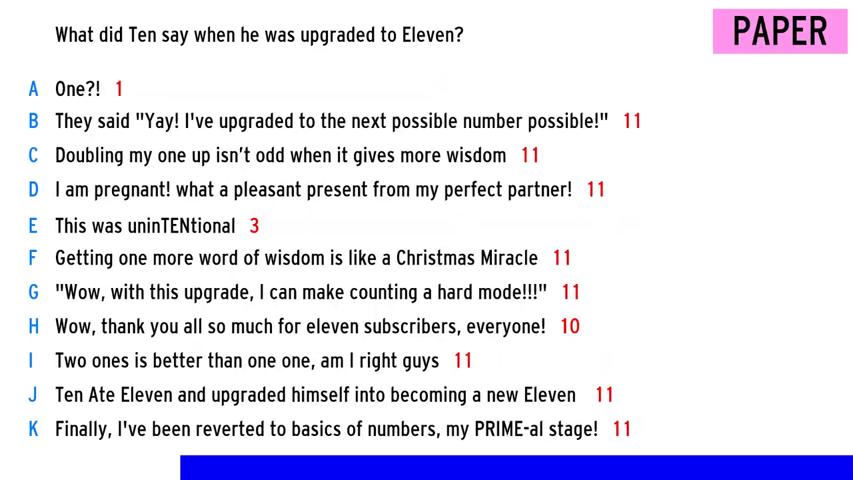 What did Ten say when he was upgraded to Eleven?
PAPER
A One?! 1
B They said "Yay! I've upgraded to the next possible number possible!" 11
C Doubling my one up isn't odd when it gives more wisdom 11
D I am pregnant! what a pleasant present from my perfect partner! 11
E This was uninTENtional 3
F Getting one more word of wisdom is like a Christmas Miracle 11
G "Wow, with this upgrade, I can make counting a hard mode!!!" 11
H Wow, thank you all so much for eleven subscribers, everyone! 10
I Two ones is better than one one, am I right guys 11
J Ten Ate Eleven and upgraded himself into becoming a new Eleven 11
K Finally, I've been reverted to basics of numbers, my PRIME-al stage! 11